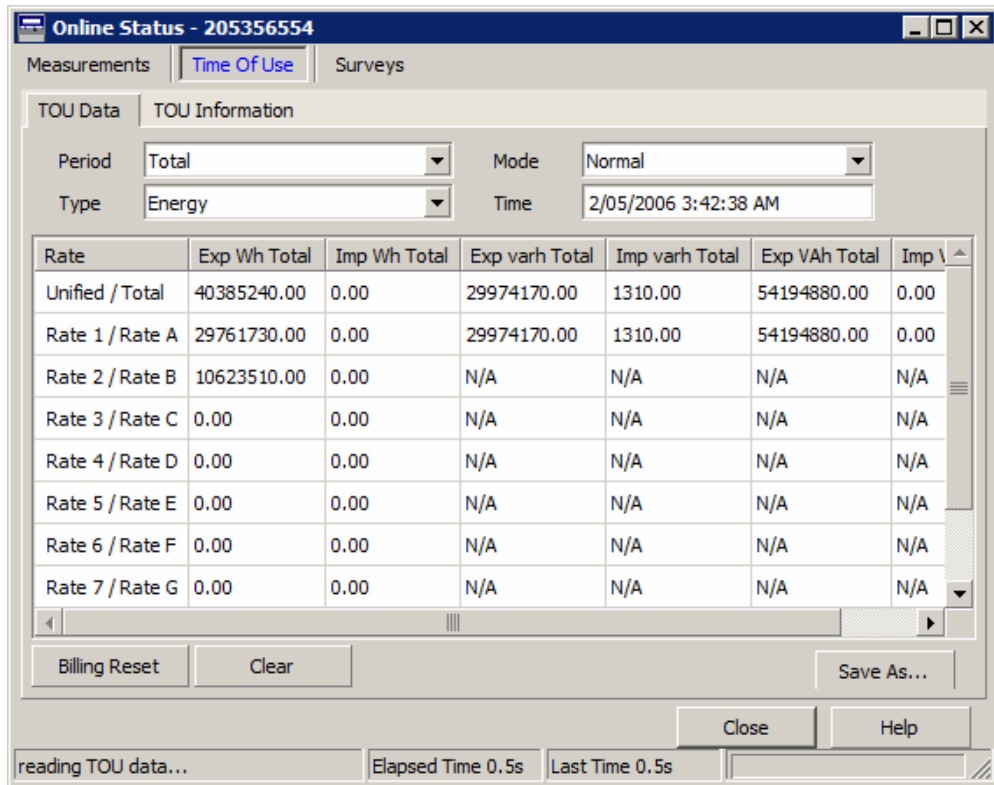 Online Status - 205356554
Measurements Time Of Use Surveys
TOU Data TOU Information
Period Total Mode Normal
Type Energy Time 2/05/2006 3:42:38 AM
Rate Exp Wh Total Imp Wh Total Exp varh Total Imp varh Total Exp VAh Total Imp
Unified / Total 40385240.00 0.00 29974170.00 1310.00 54194880.00 0.00
Rate 1 / Rate A 29761730.00 0.00 29974170.00 1310.00 54194880.00 0.00
Rate 2 / Rate B 10623510.00 0.00 N/A N/A N/A N/A
Rate 3 / Rate C 0.00 0.00 N/A N/A N/A N/A
Rate 4 / Rate D 0.00 0.00 N/A N/A N/A N/A
Rate 5 / Rate E 0.00 0.00 N/A N/A N/A N/A
Rate 6 / Rate F 0.00 0.00 N/A N/A N/A N/A
Rate 7 / Rate G 0.00 0.00 N/A N/A N/A N/A
Billing Reset Clear Save As...
Close Help
reading TOU data... Elapsed Time 0.5s Last Time 0.5s